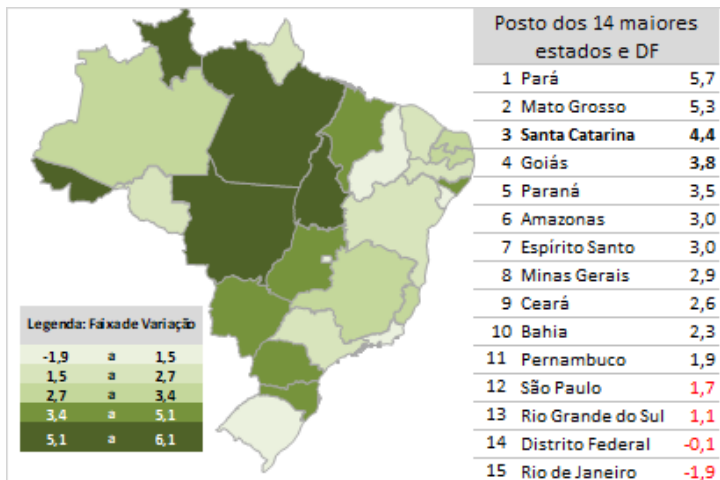 Posto dos 14 maiores
estados e DF
1 Pará 5,7
2 Mato Grosso 5,3
3 Santa Catarina 4,4
4 Goiás 3,8
5 Paraná 3,5
6 Amazonas 3,0
7 Espírito Santo 3,0
8 Minas Gerais 2,9
9 Ceará 2,6
10 Bahia 2,3
11 Pernambuco 1,9
12 São Paulo 1,7
13 Rio Grande do Sul 1,1
14 Distrito Federal -0,1
15 Rio de Janeiro -1,9
Legenda: Faixa de Variação
-1,9 a 1,5
1,5 a 2,7
2,7 a 3,4
3,4 a 5,1
5,1 a 6,1